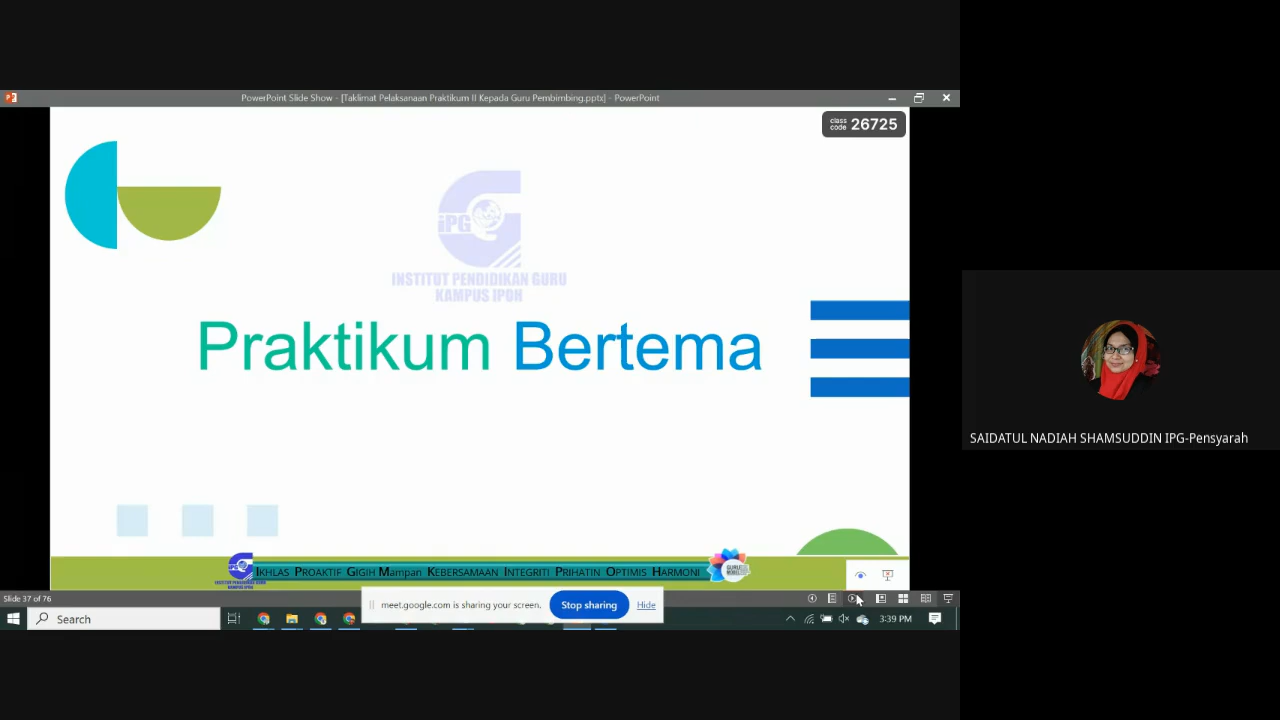 PowerPoint Slide Show - [Taklimat Pelaksanaan Praktikum II Kepada Guru Pembimbing.pptx] - PowerPoint
class code 26725
iPG
INSTITUT PENDIDIKAN GURU
KAMPUS IPOH
Praktikum Bertema
SAIDATUL NADIAH SHAMSUDDIN IPG-Pensyarah
IKHLAS PROAKTIF GIGIH Mampan KEBERSAMAAN INTEGRITI PRIHATIN OPTIMIS HARMONI
Slide 37 of 76
meet.google.com is sharing your screen.
Stop sharing
Hide
Search
3:39 PM